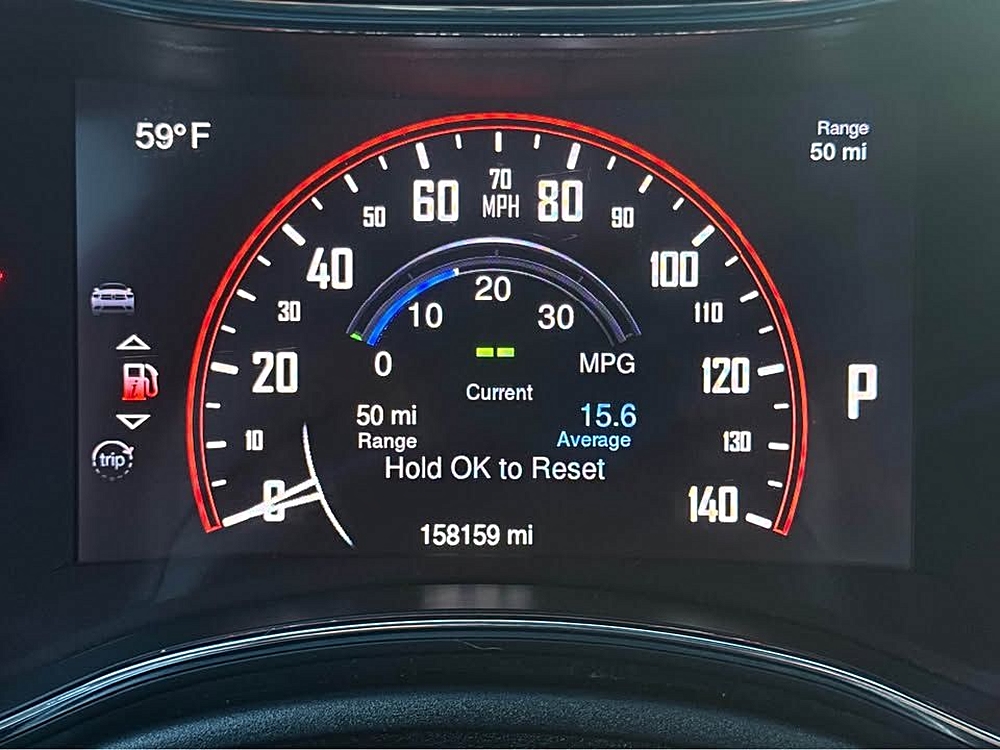 59°F
Range
50 mi
70
60 MPH 80
50 90
40 100
20
30 10 30 110
0 MPG
20 120
P
Current
50 mi 15.6
Range Average
10 130
Hold OK to Reset
trip
0 140
158159 mi
i